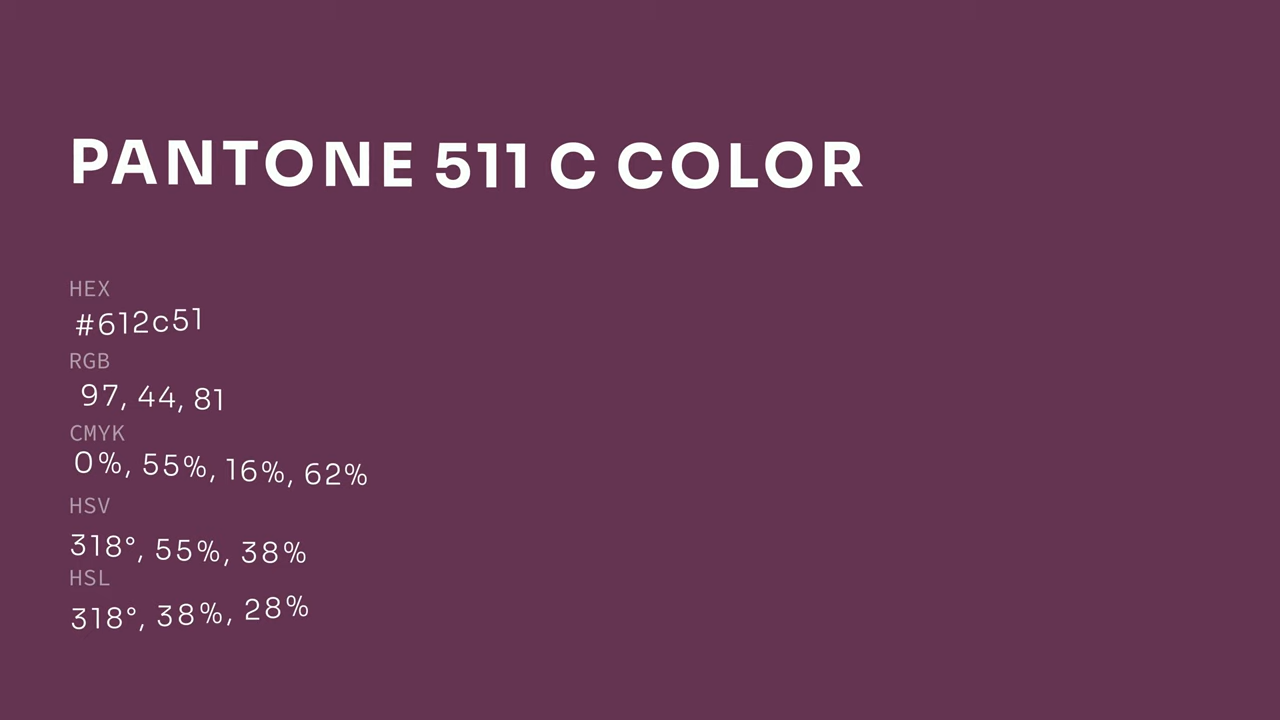 PANTONE 511 C COLOR
HEX
#612c51
RGB
97, 44, 81
CMYK
0%, 55%, 16%, 62%
HSV
318°, 55%, 38%
HSL
318°, 38%, 28%